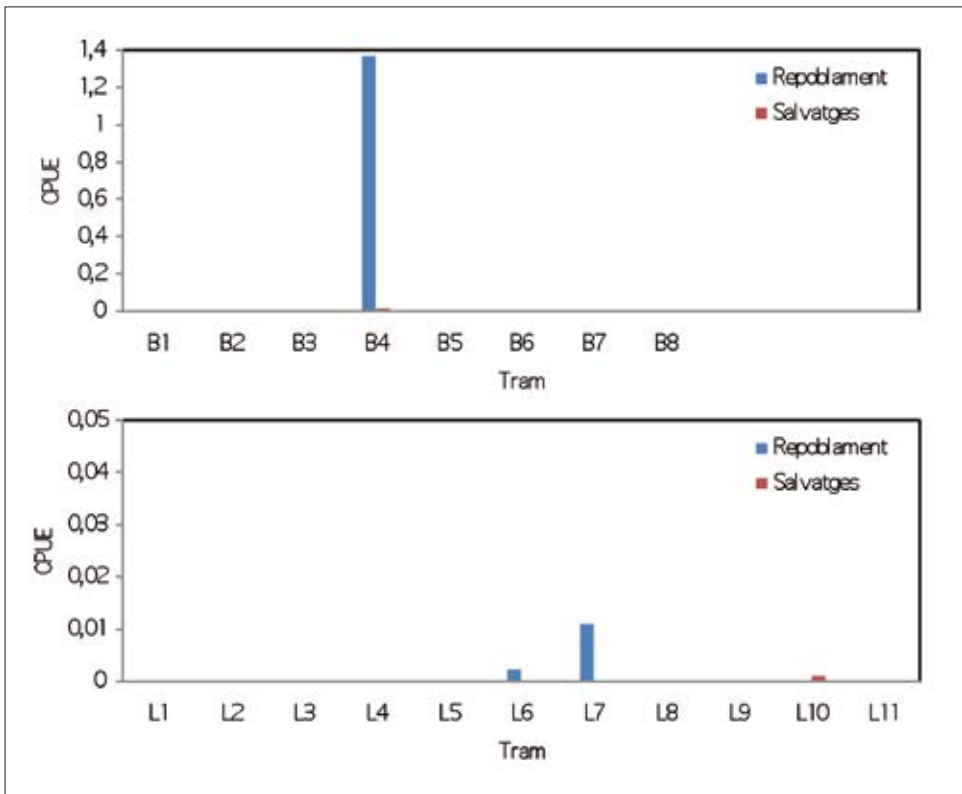 1,4
1,2
1
0,8
0,6
0,4
0,2
0
CPUE
Repoblament
Salvatges
B1 B2 B3 B4 B5 B6 B7 B8
Tram
0,05
0,04
0,03
0,02
0,01
0
CPUE
Repoblament
Salvatges
L1 L2 L3 L4 L5 L6 L7 L8 L9 L10 L11
Tram